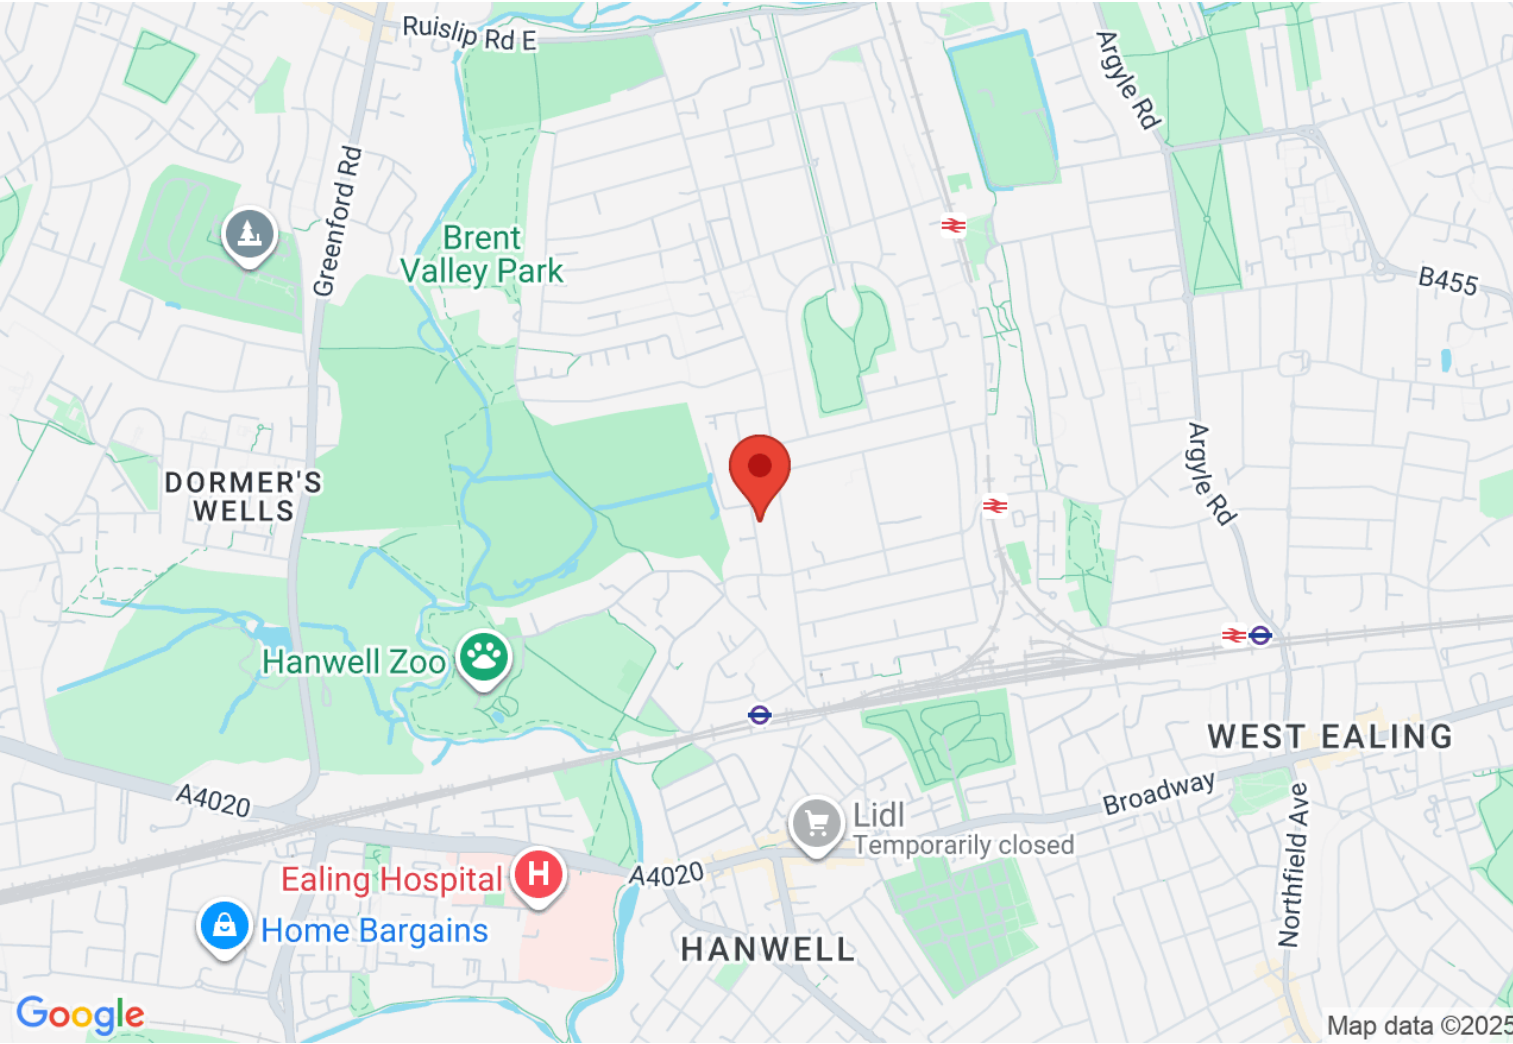 Ruislip Rd E
Argyle Rd
Greenford Rd
Brent
Valley Park
B455
Argyle Rd
DORMER'S
WELLS
Hanwell Zoo
WEST EALING
A4020
Broadway
Lidl
Temporarily closed
Northfield Ave
A4020
Ealing Hospital
H
Home Bargains
HANWELL
Google
Map data ©2025